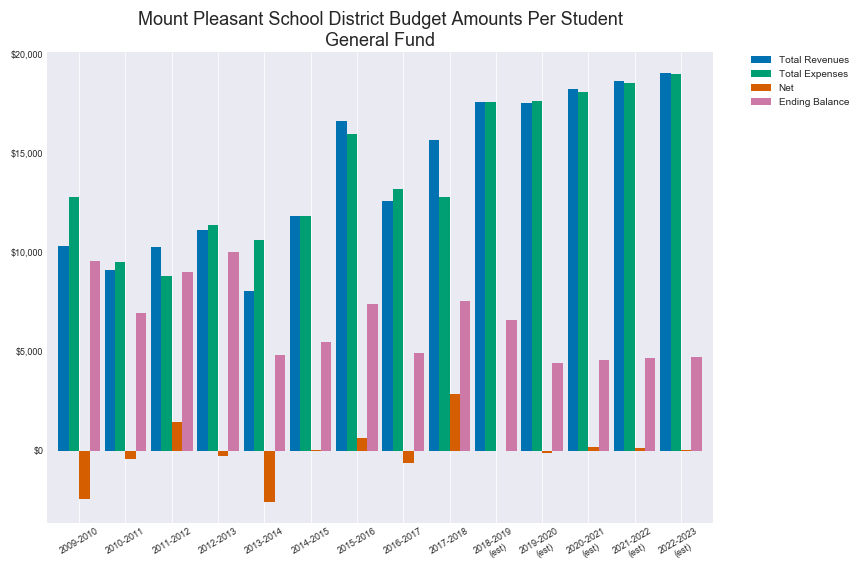 Mount Pleasant School District Budget Amounts Per Student
General Fund
Total Revenues
Total Expenses
Net
Ending Balance
$20,000
$15,000
$10,000
$5,000
$0
2009-2010
2010-2011
2011-2012
2012-2013
2013-2014
2014-2015
2015-2016
2016-2017
2017-2018
2018-2019
(est)
2019-2020
(est)
2020-2021
(est)
2021-2022
(est)
2022-2023
(est)